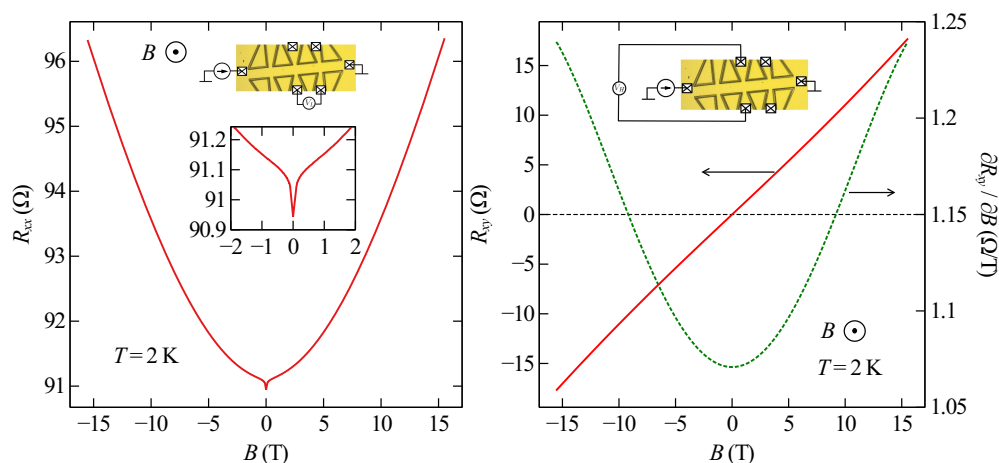 96
95
94
93
92
91
R_xx (Ω)
B
V
91.2
91.1
91
90.9
−2 −1 0 1 2
T = 2 K
−15 −10 −5 0 5 10 15
B (T)
15
10
5
0
−5
−10
−15
R_xy (Ω)
V_H
B
T = 2 K
1.25
1.2
1.15
1.1
1.05
∂R_xy / ∂B (Ω/T)
−15 −10 −5 0 5 10 15
B (T)